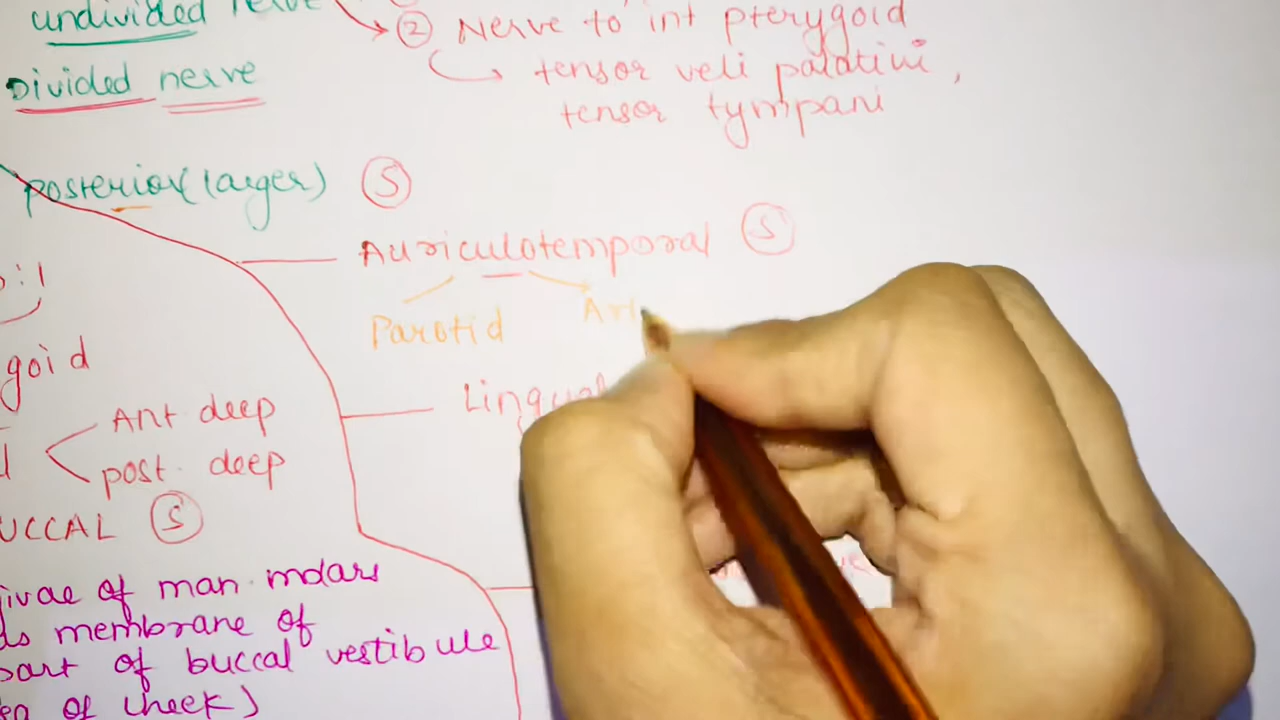 undivided nerve
② Nerve to int pterygoid
tensor veli palatini,
tensor tympani
Divided nerve
posterior (larger) Ⓢ
Auriculotemporal Ⓢ
Parotid
Lingual
goid
Ant deep
post. deep
UCCAL Ⓢ
givae of man molars
membrane of
part of buccal vestibule
of cheek)